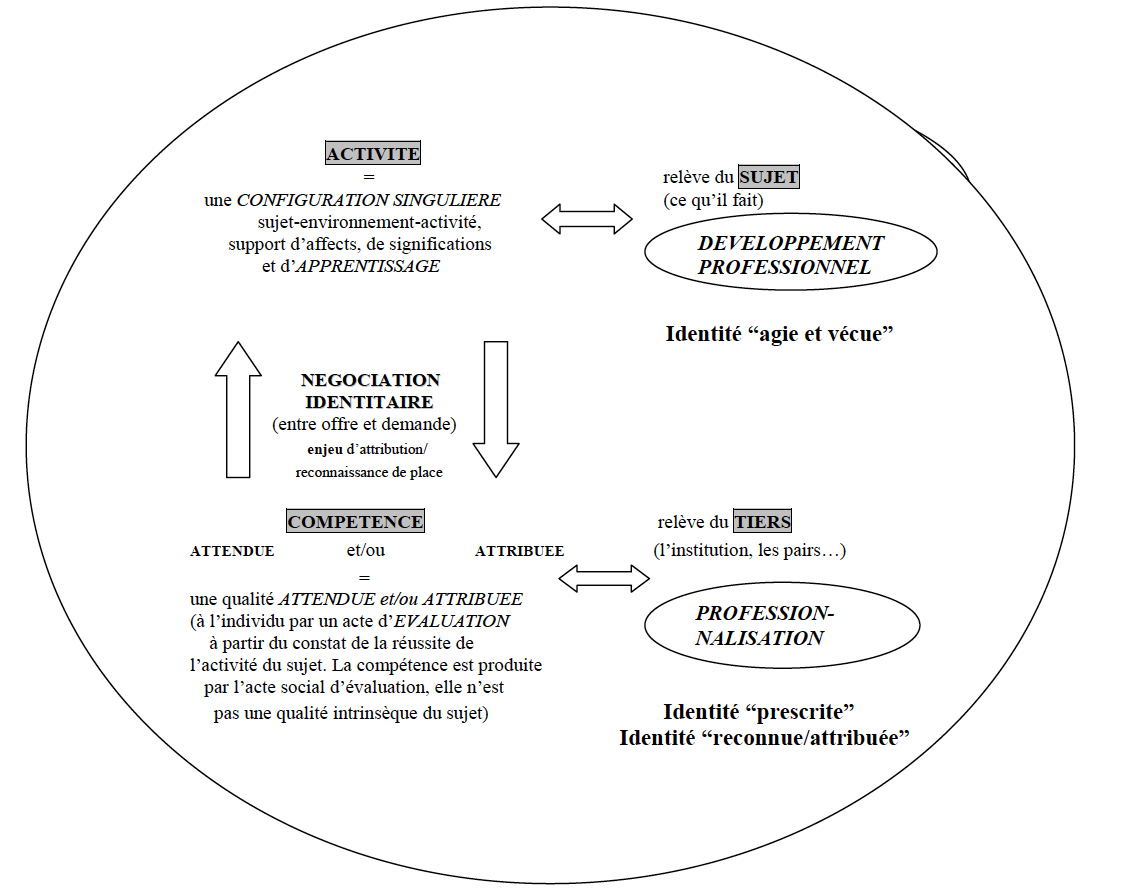 ACTIVITE
=
une CONFIGURATION SINGULIERE
sujet-environnement-activité,
support d’affects, de significations
et d’APPRENTISSAGE
relève du SUJET
(ce qu’il fait)
DEVELOPPEMENT
PROFESSIONNEL
Identité “agie et vécue”
NEGOCIATION
IDENTITAIRE
(entre offre et demande)
enjeu d’attribution/
reconnaissance de place
COMPETENCE
ATTENDUE et/ou ATTRIBUEE
=
une qualité ATTENDUE et/ou ATTRIBUEE
(à l’individu par un acte d’EVALUATION
à partir du constat de la réussite de
l’activité du sujet. La compétence est produite
par l’acte social d’évaluation, elle n’est
pas une qualité intrinsèque du sujet)
relève du TIERS
(l’institution, les pairs…)
PROFESSION-
NALISATION
Identité “prescrite”
Identité “reconnue/attribuée”